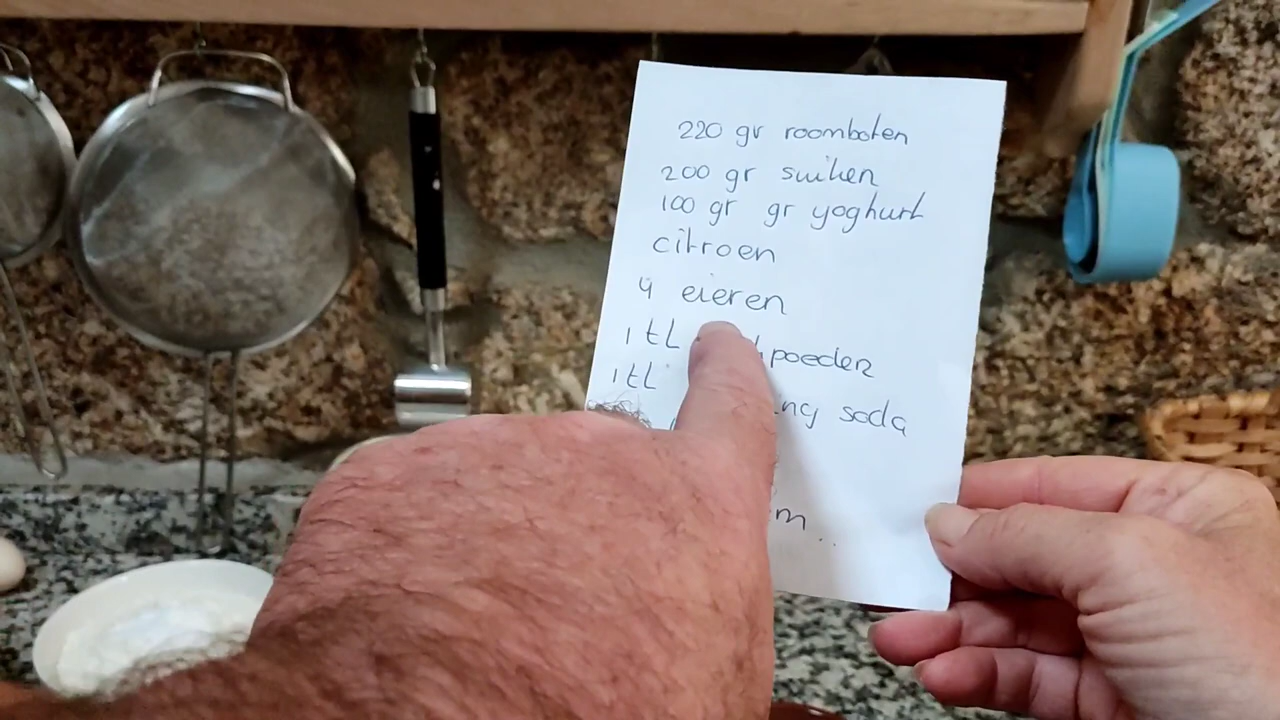 220 gr roomboter
200 gr suiker
100 gr gr yoghurt
citroen
4 eieren
1 tL poeder
1 tL ing soda
m..